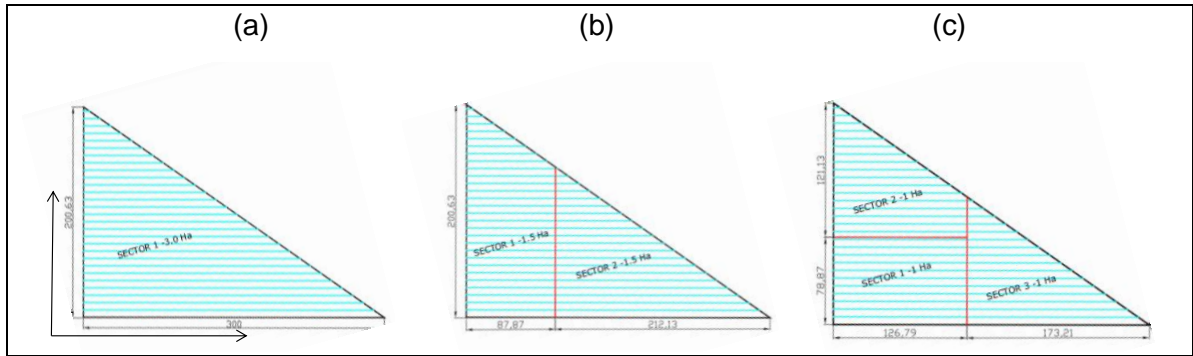 (a)
200,63
SECTOR 1 -3,0 Ha
300
(b)
200,63
SECTOR 1 -1.5 Ha
SECTOR 2 -1.5 Ha
87,87
212,13
(c)
121,13
78,87
SECTOR 2 -1 Ha
SECTOR 1 -1 Ha
SECTOR 3 -1 Ha
126,79
173,21